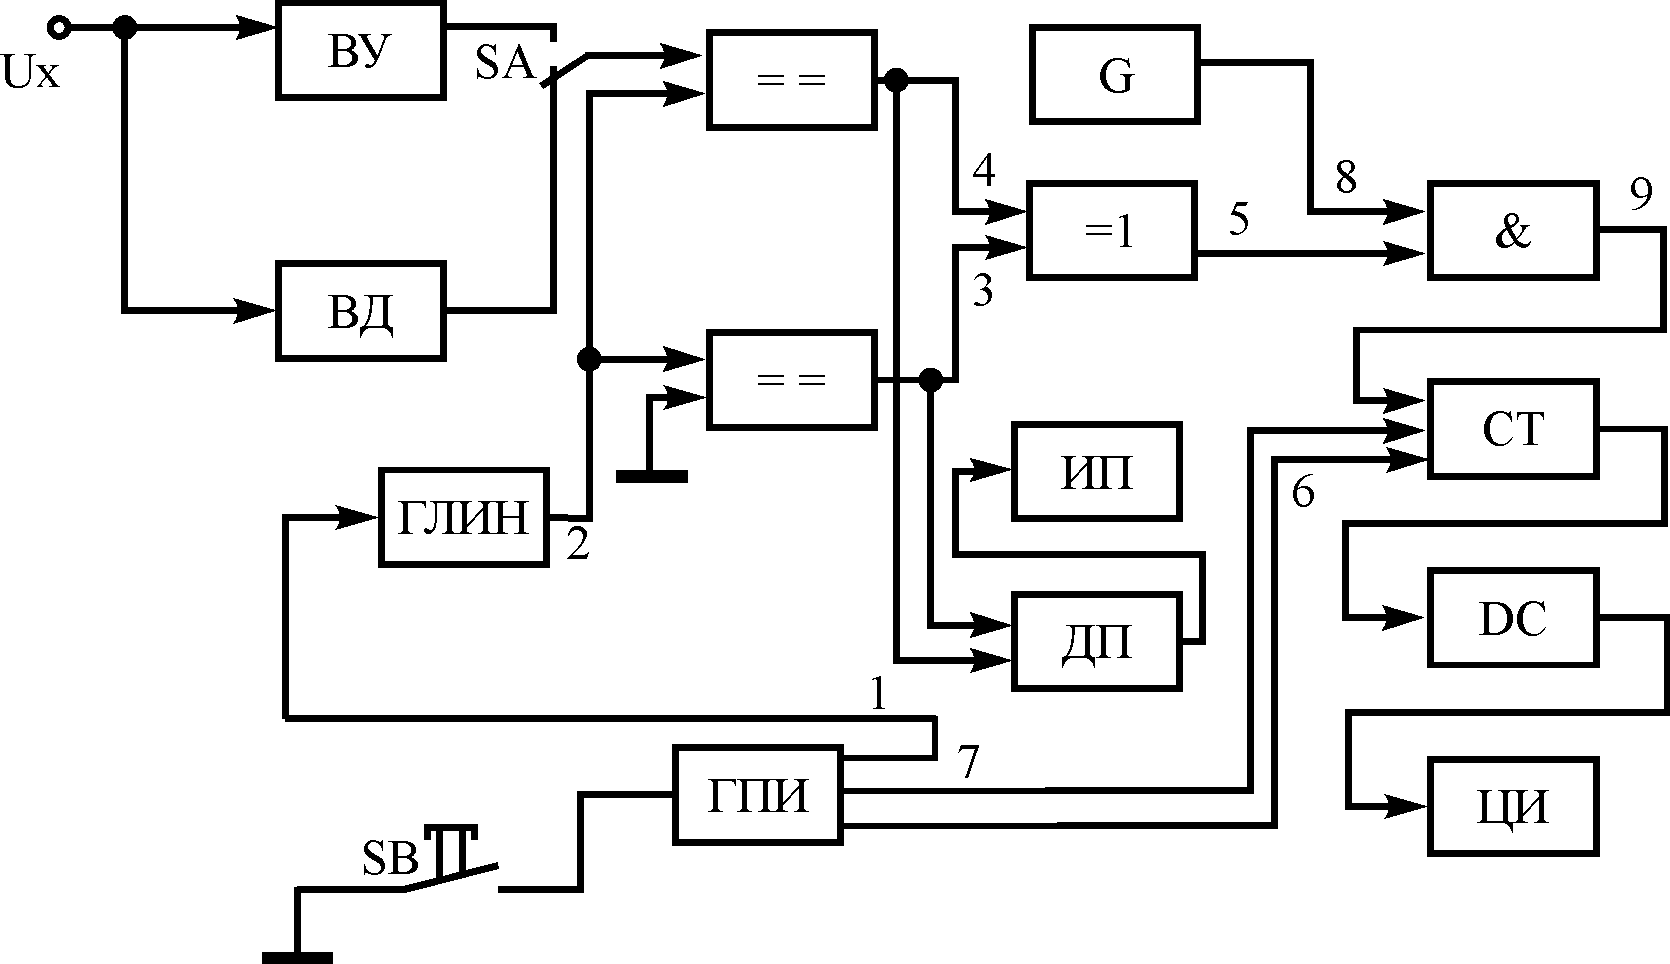 Ux
ВУ
SA
= =
G
4
8
9
=1
5
&
ВД
3
= =
СТ
ИП
6
ГЛИН
2
DC
ДП
1
7
ГПИ
ЦИ
SB